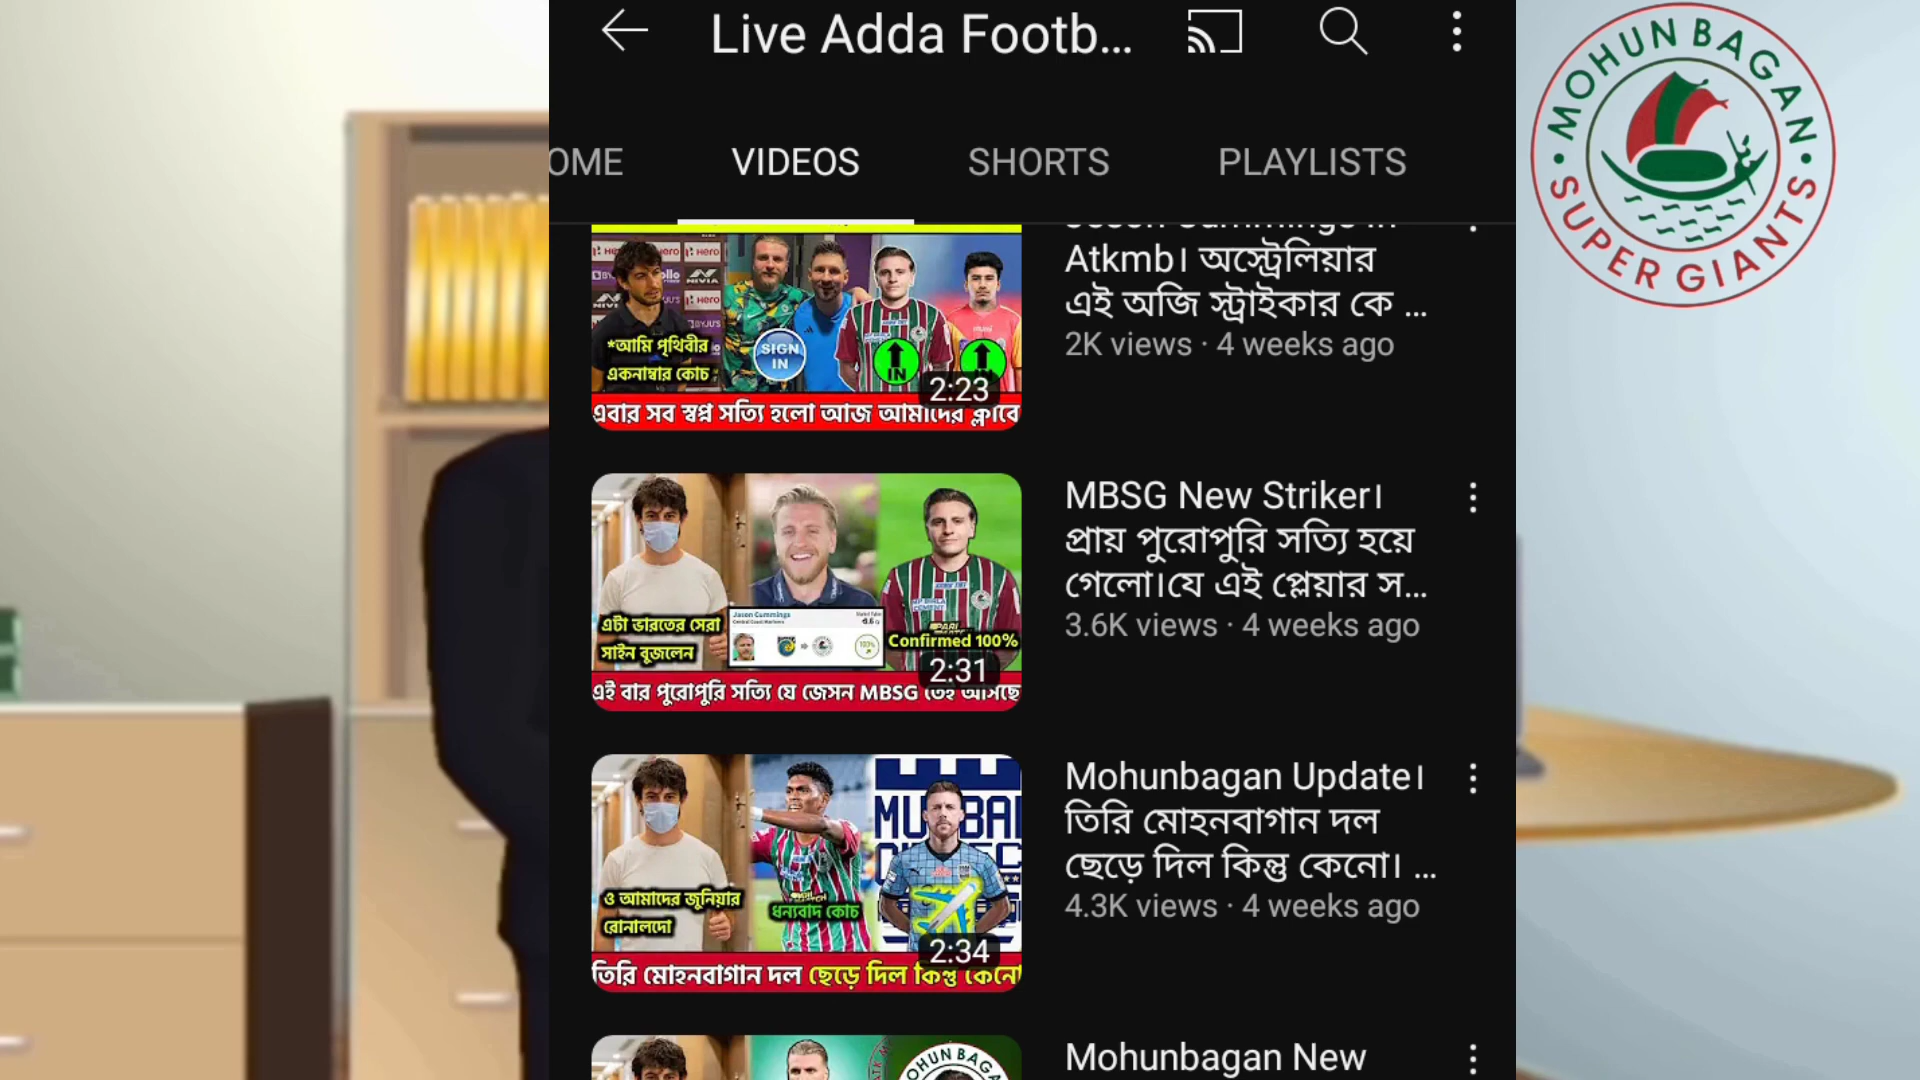 Live Adda Footb...
OME VIDEOS SHORTS PLAYLISTS
Atkmb। অস্ট্রেলিয়ার
এই অজি স্ট্রাইকার কে ...
2K views · 4 weeks ago
*আমি পৃথিবীর
একনাম্বার কোচ
SIGN
IN
IN
2:23
এবার সব স্বপ্ন সত্যি হলো আজ আমাদের ক্লাবে
MBSG New Striker।
প্রায় পুরোপুরি সত্যি হয়ে
গেলো।যে এই প্লেয়ার স...
3.6K views · 4 weeks ago
এটা ভারতের সেরা
সাইন বুজলেন
Jason Cummings
Central Coast Mariners
100%
Confirmed 100%
2:31
এই বার পুরোপুরি সত্যি যে জেসন MBSG তেই আসছে
Mohunbagan Update।
তিরি মোহনবাগান দল
ছেড়ে দিল কিন্তু কেনো। ...
4.3K views · 4 weeks ago
ও আমাদের জুনিয়ার
রোনালদো
ধন্যবাদ কোচ
2:34
তিরি মোহনবাগান দল ছেড়ে দিল কিন্তু কেনো
Mohunbagan New
MOHUN BAGAN
SUPER GIANTS